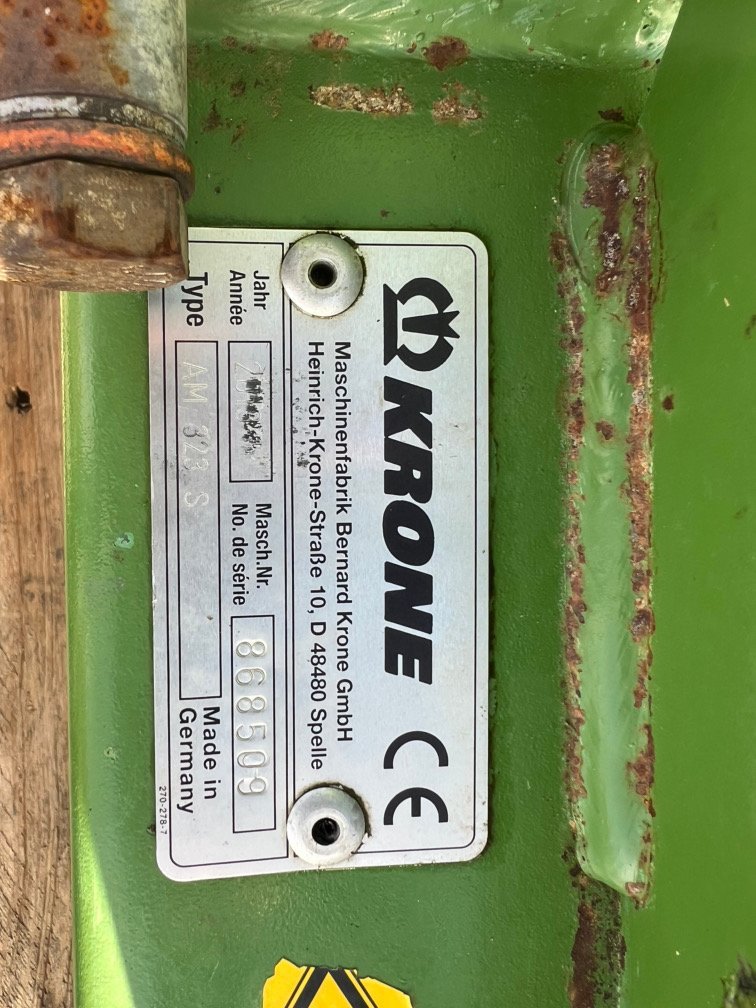 KRONE CE
Maschinenfabrik Bernard Krone GmbH
Heinrich-Krone-Straße 10, D 48480 Spelle
Jahr
Année
Masch.Nr.
No. de série
868509
Type
AM 323 S
Made in
Germany
270-278-7